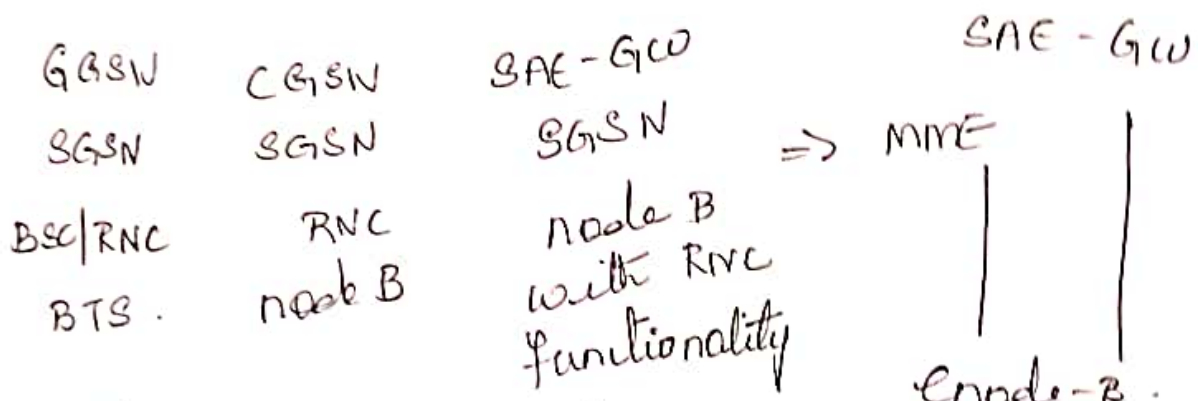 GGSN CGSN SAE-GW SAE-GW
SGSN SGSN SGSN => MME
BSC/RNC RNC node B
BTS. node B with RNC
functionality
enode-B.